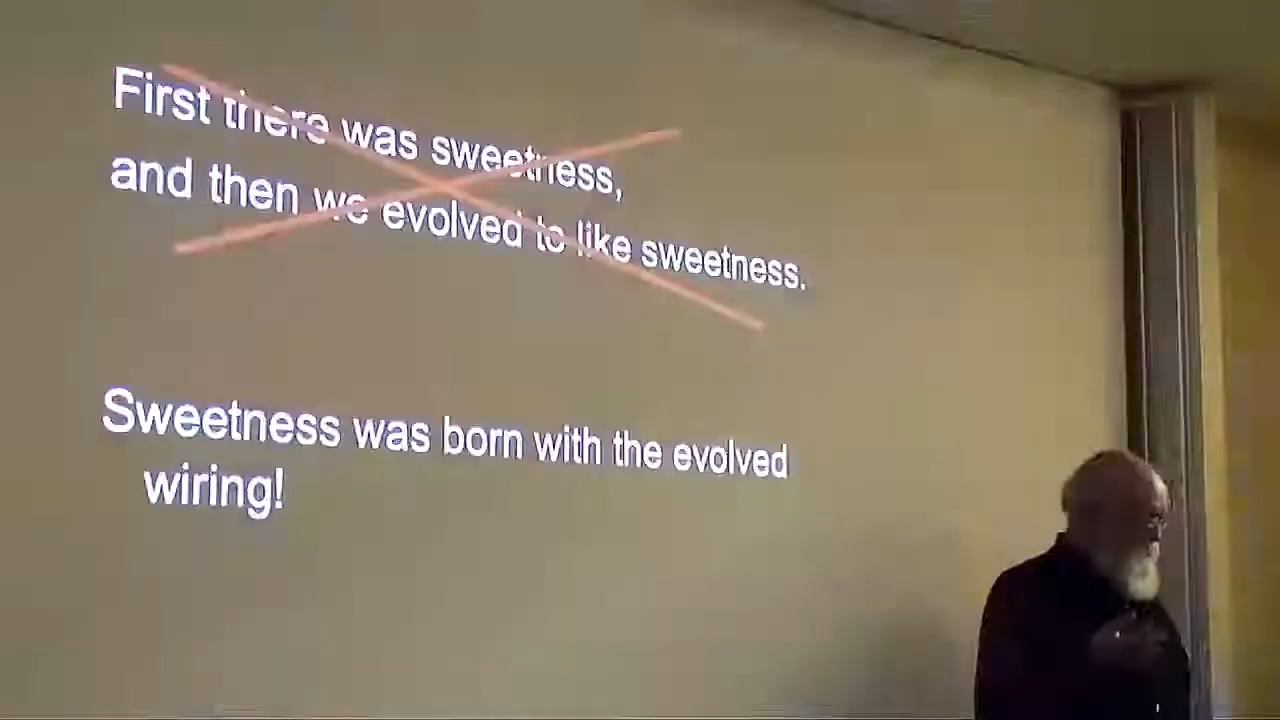 First there was sweetness,
and then we evolved to like sweetness.
Sweetness was born with the evolved
wiring!